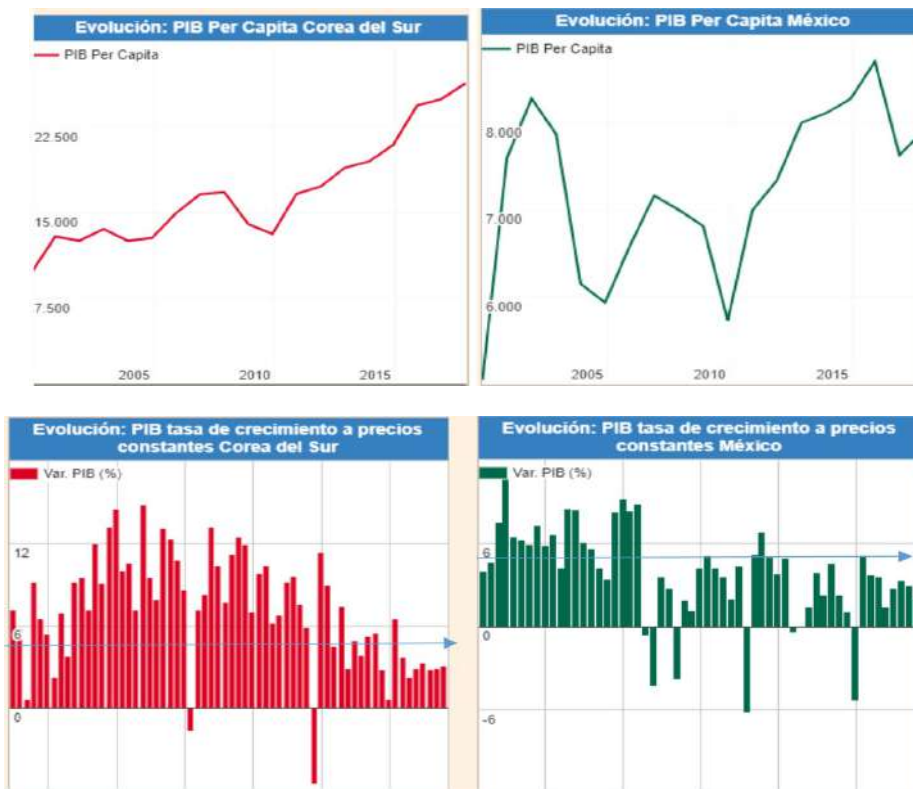 Evolución: PIB Per Capita Corea del Sur
PIB Per Capita
22.500
15.000
7.500
2005 2010 2015
Evolución: PIB Per Capita México
PIB Per Capita
8.000
7.000
6.000
2005 2010 2015
Evolución: PIB tasa de crecimiento a precios
constantes Corea del Sur
Var. PIB (%)
12
6
0
Evolución: PIB tasa de crecimiento a precios
constantes México
Var. PIB (%)
6
0
-6